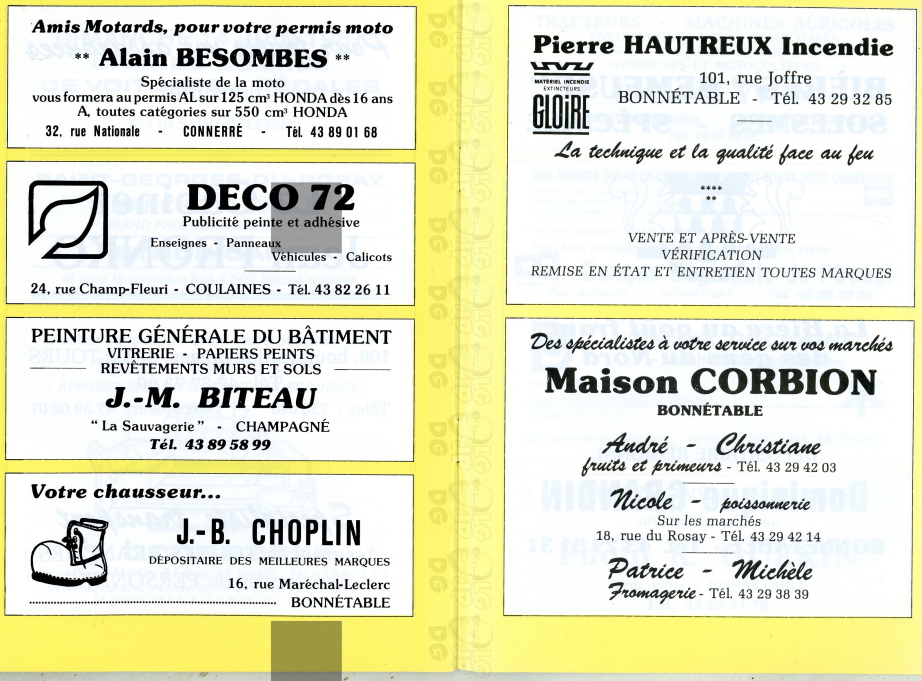 Amis Motards, pour votre permis moto
** Alain BESOMBES **
Spécialiste de la moto
vous formera au permis AL sur 125 cm³ HONDA dès 16 ans
A, toutes catégories sur 550 cm³ HONDA
32, rue Nationale - CONNERRÉ - Tél. 43 89 01 68
DECO 72
Publicité peinte et adhésive
Enseignes - Panneaux
Véhicules - Calicots
24, rue Champ-Fleuri - COULAINES - Tél. 43 82 26 11
PEINTURE GÉNÉRALE DU BÂTIMENT
VITRERIE - PAPIERS PEINTS
REVÊTEMENTS MURS ET SOLS
J.-M. BITEAU
“ La Sauvagerie ” - CHAMPAGNÉ
Tél. 43 89 58 99
Votre chausseur...
J.-B. CHOPLIN
DÉPOSITAIRE DES MEILLEURES MARQUES
16, rue Maréchal-Leclerc
BONNÉTABLE
Pierre HAUTREUX Incendie
MATÉRIEL INCENDIE
EXTINCTEURS
GLOIRE
101, rue Joffre
BONNÉTABLE - Tél. 43 29 32 85
La technique et la qualité face au feu
****
**
VENTE ET APRÈS-VENTE
VÉRIFICATION
REMISE EN ÉTAT ET ENTRETIEN TOUTES MARQUES
Des spécialistes à votre service sur vos marchés
Maison CORBION
BONNÉTABLE
André - Christiane
fruits et primeurs - Tél. 43 29 42 03
Nicole - poissonnerie
Sur les marchés
18, rue du Rosay - Tél. 43 29 42 14
Patrice - Michèle
Fromagerie - Tél. 43 29 38 39